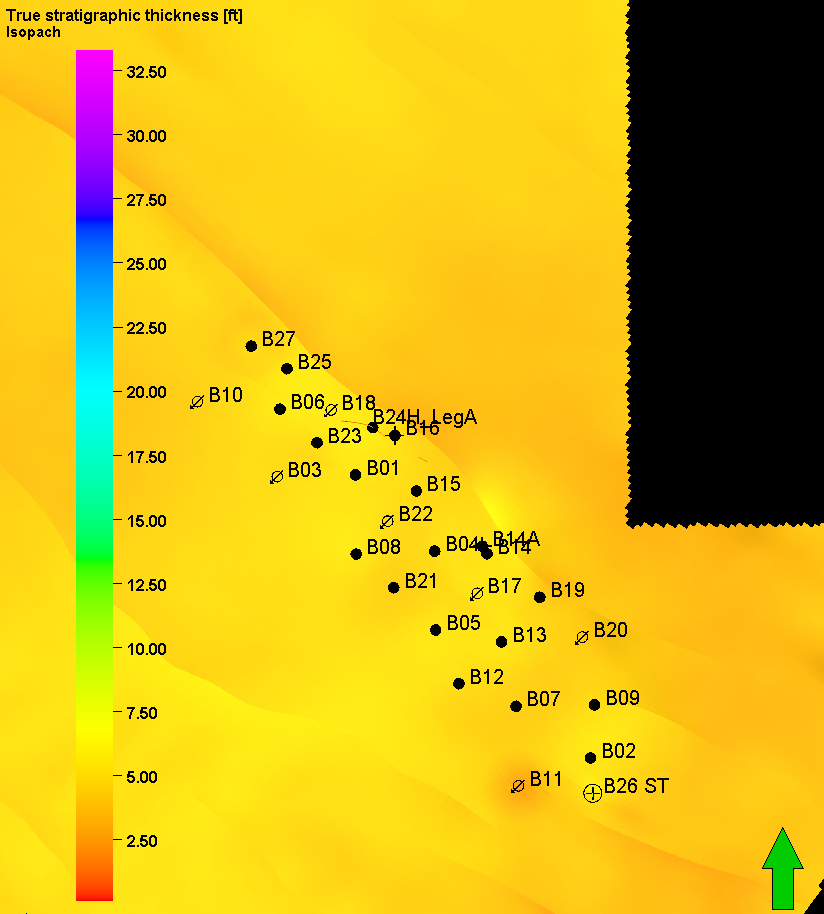 True stratigraphic thickness [ft]
Isopach
32.50
30.00
27.50
25.00
22.50
20.00
17.50
15.00
12.50
10.00
7.50
5.00
2.50
B27
B25
B10
B06
B18
B24H_LegA
B16
B23
B03
B01
B15
B22
B08
B04
B14A
B14
B21
B17
B19
B05
B13
B20
B12
B07
B09
B02
B11
B26 ST